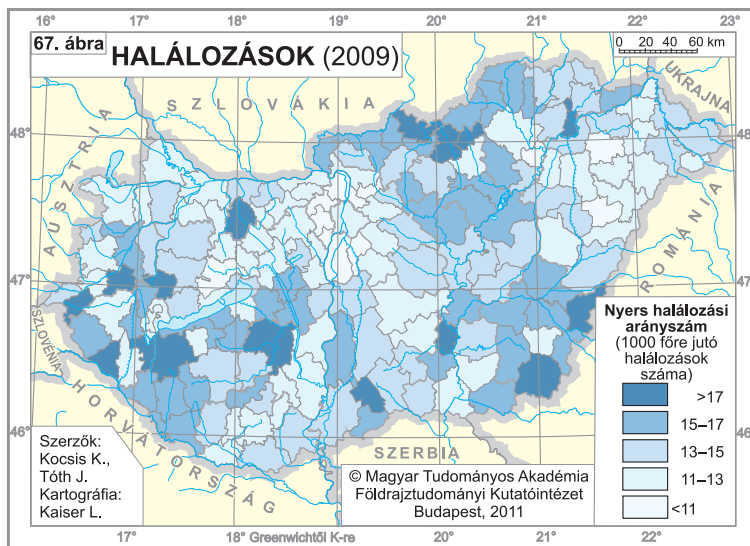 16° 17° 18° 19° 20° 21° 22° 23°
67. ábra
HALÁLOZÁSOK (2009)
0 20 40 60 km
SZLOVÁKIA
UKRAJNA
48°
48°
AUSZTRIA
ROMÁNIA
47°
47°
SZLOVÉNIA
HORVÁTORSZÁG
Nyers halálozási
arányszám
(1000 főre jutó
halálozások
száma)
>17
15–17
13–15
11–13
<11
46°
46
SZERBIA
Szerzők:
Kocsis K.,
Tóth J.
Kartográfia:
Kaiser L.
© Magyar Tudományos Akadémia
Földrajztudományi Kutatóintézet
Budapest, 2011
17° 18° Greenwichtől K-re 19° 20° 21° 22°